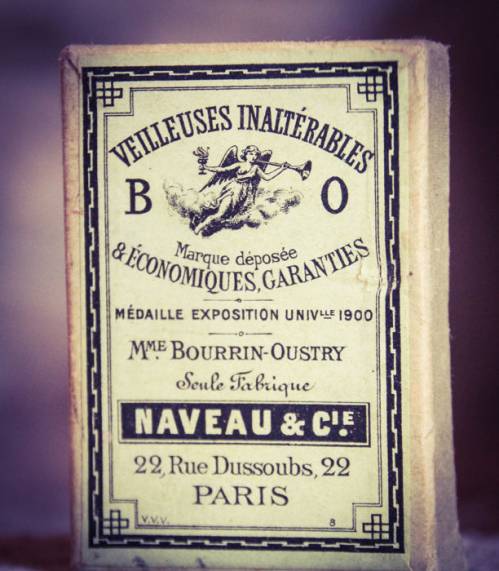 VEILLEUSES INALTÉRABLES
B O
Marque déposée
& ÉCONOMIQUES, GARANTIES
MÉDAILLE EXPOSITION UNIVLLE 1900
MME. BOURRIN-OUSTRY
Seule Fabrique
NAVEAU & CIE.
22, Rue Dussoubs, 22
PARIS
V.V.V. 8